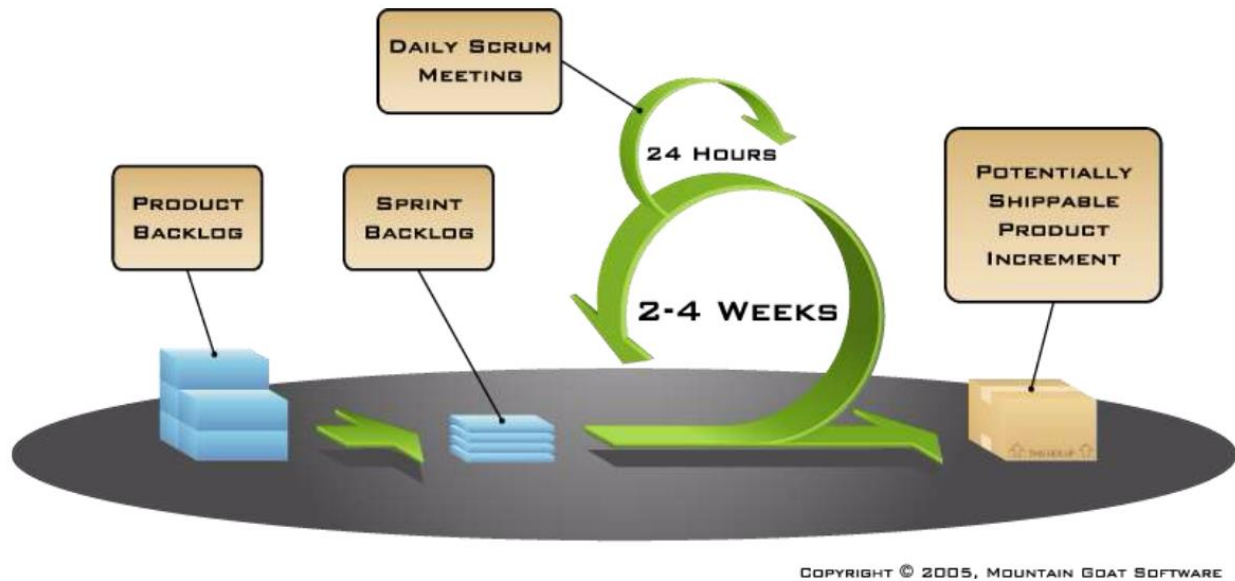 DAILY SCRUM
MEETING
24 HOURS
PRODUCT
BACKLOG
SPRINT
BACKLOG
POTENTIALLY
SHIPPABLE
PRODUCT
INCREMENT
2-4 WEEKS
COPYRIGHT © 2005, MOUNTAIN GOAT SOFTWARE